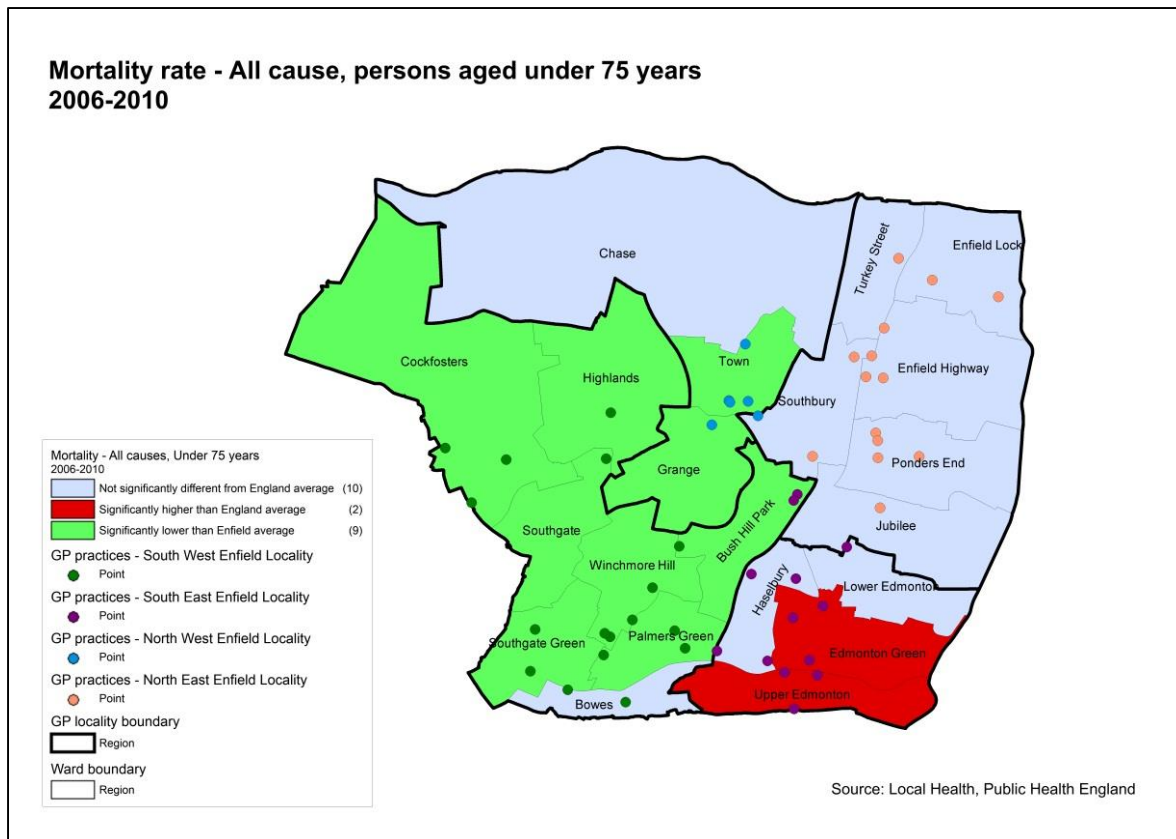 Mortality rate - All cause, persons aged under 75 years
2006-2010
Chase
Turkey Street
Enfield Lock
Cockfosters
Highlands
Town
Enfield Highway
Southbury
Grange
Ponders End
Bush Hill Park
Jubilee
Southgate
Winchmore Hill
Haselbury
Lower Edmonton
Southgate Green
Palmers Green
Edmonton Green
Upper Edmonton
Bowes
Mortality - All causes, Under 75 years
2006-2010
Not significantly different from England average (10)
Significantly higher than England average (2)
Significantly lower than Enfield average (9)
GP practices - South West Enfield Locality
Point
GP practices - South East Enfield Locality
Point
GP practices - North West Enfield Locality
Point
GP practices - North East Enfield Locality
Point
GP locality boundary
Region
Ward boundary
Region
Source: Local Health, Public Health England